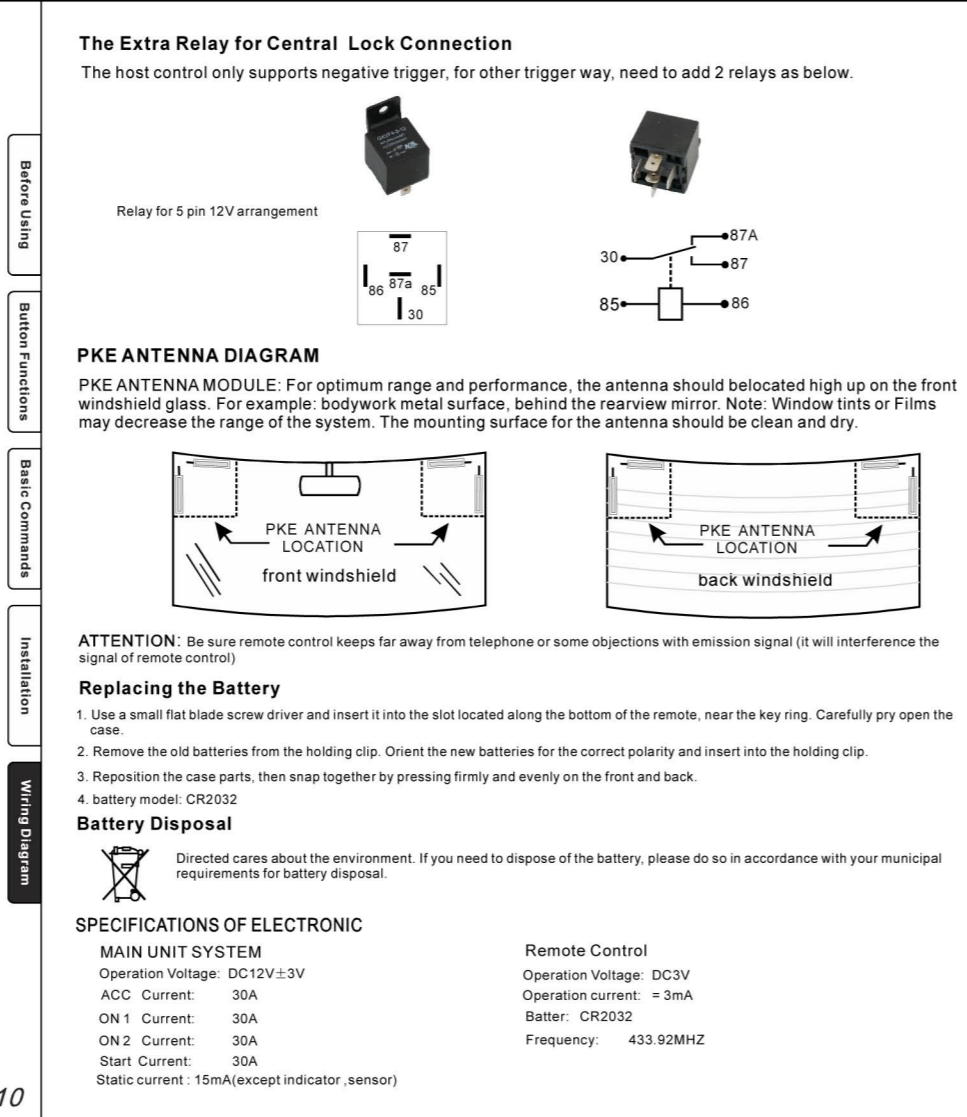 The Extra Relay for Central Lock Connection
The host control only supports negative trigger, for other trigger way, need to add 2 relays as below.
Relay for 5 pin 12V arrangement
87
86
87a
85
30
30
87A
87
85
86
PKE ANTENNA DIAGRAM
PKE ANTENNA MODULE: For optimum range and performance, the antenna should belocated high up on the front
windshield glass. For example: bodywork metal surface, behind the rearview mirror. Note: Window tints or Films
may decrease the range of the system. The mounting surface for the antenna should be clean and dry.
PKE ANTENNA
LOCATION
front windshield
PKE ANTENNA
LOCATION
back windshield
ATTENTION: Be sure remote control keeps far away from telephone or some objections with emission signal (it will interference the
signal of remote control)
Replacing the Battery
1. Use a small flat blade screw driver and insert it into the slot located along the bottom of the remote, near the key ring. Carefully pry open the
case.
2. Remove the old batteries from the holding clip. Orient the new batteries for the correct polarity and insert into the holding clip.
3. Reposition the case parts, then snap together by pressing firmly and evenly on the front and back.
4. battery model: CR2032
Battery Disposal
Directed cares about the environment. If you need to dispose of the battery, please do so in accordance with your municipal
requirements for battery disposal.
SPECIFICATIONS OF ELECTRONIC
MAIN UNIT SYSTEM
Operation Voltage: DC12V±3V
ACC Current: 30A
ON 1 Current: 30A
ON 2 Current: 30A
Start Current: 30A
Static current : 15mA(except indicator ,sensor)
Remote Control
Operation Voltage: DC3V
Operation current: = 3mA
Batter: CR2032
Frequency: 433.92MHZ
Before Using
Button Functions
Basic Commands
Installation
Wiring Diagram
10